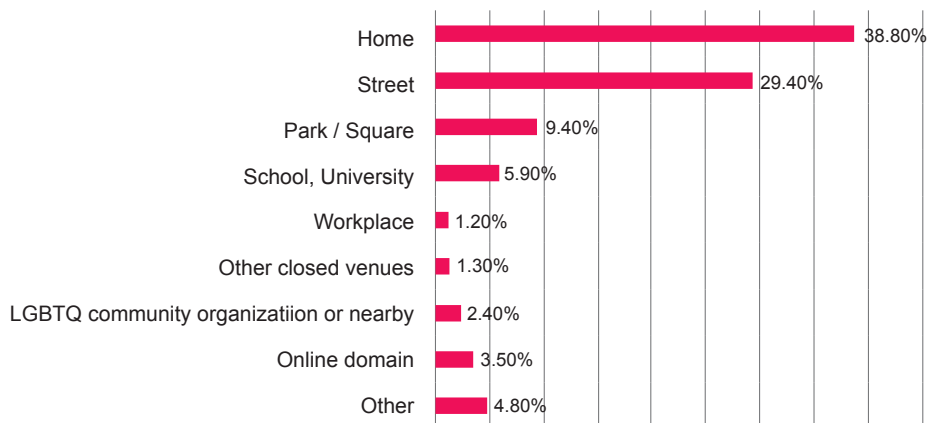 Home 38.80%
Street 29.40%
Park / Square 9.40%
School, University 5.90%
Workplace 1.20%
Other closed venues 1.30%
LGBTQ community organizatiion or nearby 2.40%
Online domain 3.50%
Other 4.80%